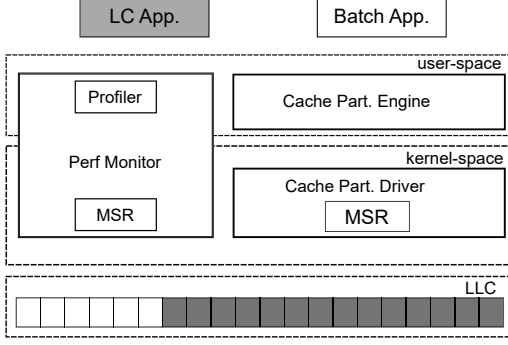 LC App.
Batch App.
user-space
Profiler
Cache Part. Engine
Perf Monitor
kernel-space
Cache Part. Driver
MSR
MSR
LLC